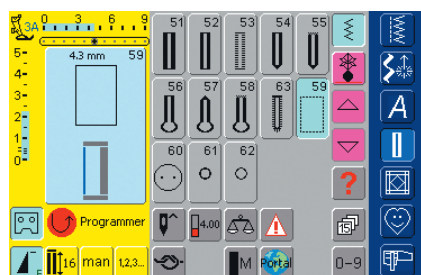 3A 0 3 6 9
51 52 53 54 55
5-
4-
3-
2-
1-
0-
4.3 mm 59
56 57 58 63 59
60 61 62
A
?
Programmer
4.00
15
F
16 man 1,2,3...
M Portal 0-9